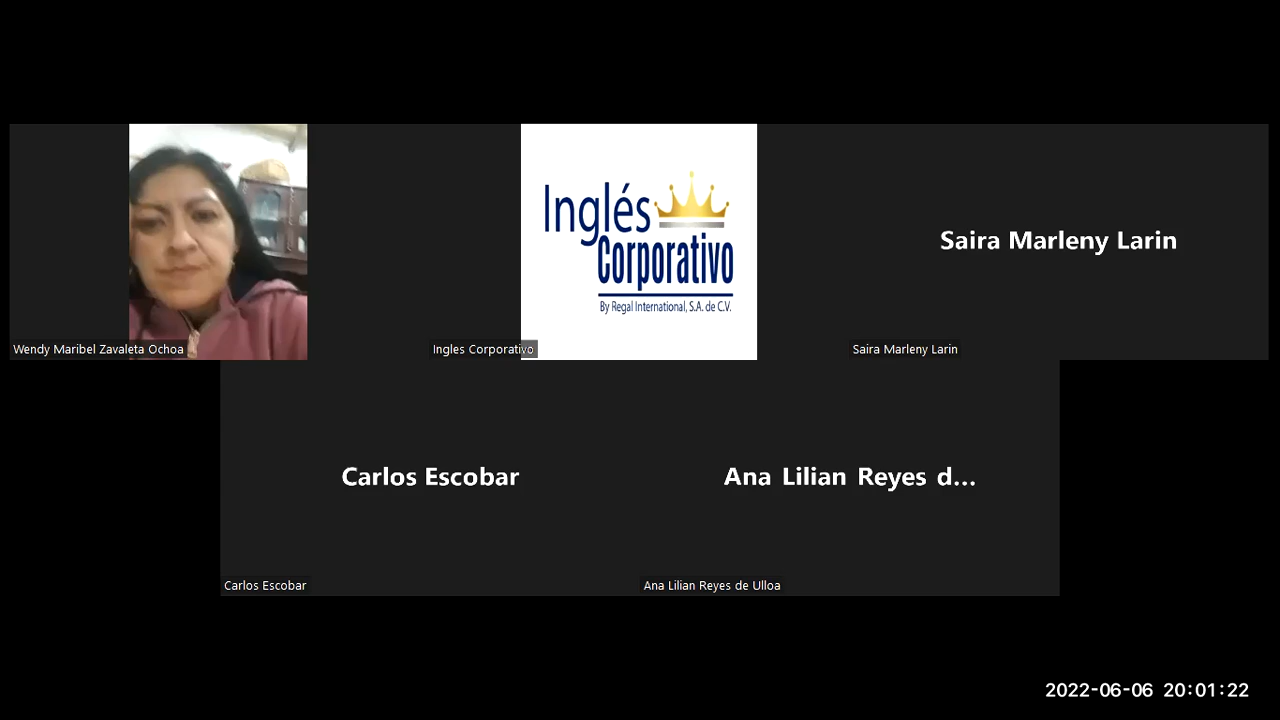 Inglés
Corporativo
By Regal International, S.A. de C.V.
Saira Marleny Larin
Wendy Maribel Zavaleta Ochoa
Ingles Corporativo
Saira Marleny Larin
Carlos Escobar
Ana Lilian Reyes d...
Carlos Escobar
Ana Lilian Reyes de Ulloa
2022-06-06 20:01:22